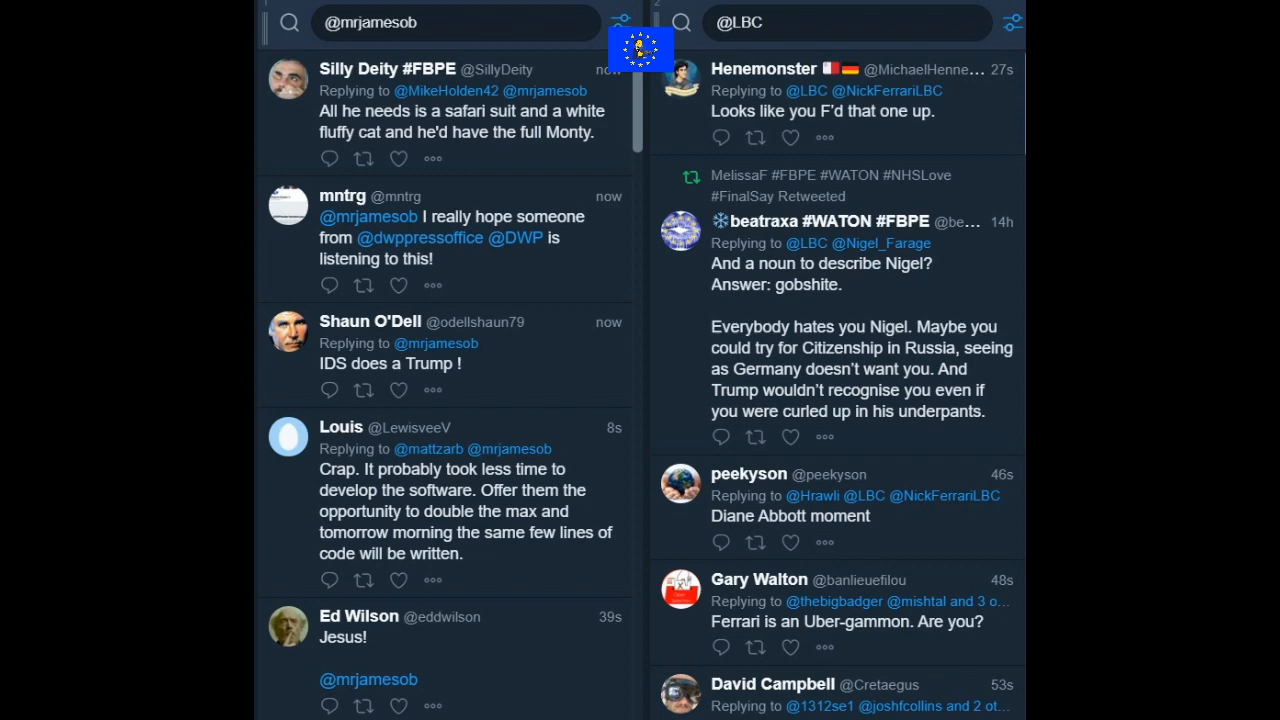 1
@mrjamesob
Silly Deity #FBPE @SillyDeity now
Replying to @MikeHolden42 @mrjamesob
All he needs is a safari suit and a white
fluffy cat and he'd have the full Monty.
mntrg @mntrg now
@mrjamesob I really hope someone
from @dwppressoffice @DWP is
listening to this!
Shaun O'Dell @odellshaun79 now
Replying to @mrjamesob
IDS does a Trump !
Louis @LewisveeV 8s
Replying to @mattzarb @mrjamesob
Crap. It probably took less time to
develop the software. Offer them the
opportunity to double the max and
tomorrow morning the same few lines of
code will be written.
Ed Wilson @eddwilson 39s
Jesus!
@mrjamesob
2
@LBC
Henemonster @MichaelHenne... 27s
Replying to @LBC @NickFerrariLBC
Looks like you F'd that one up.
MelissaF #FBPE #WATON #NHSLove
#FinalSay Retweeted
❄beatraxa #WATON #FBPE @be... 14h
Replying to @LBC @Nigel_Farage
And a noun to describe Nigel?
Answer: gobshite.
Everybody hates you Nigel. Maybe you
could try for Citizenship in Russia, seeing
as Germany doesn't want you. And
Trump wouldn't recognise you even if
you were curled up in his underpants.
peekyson @peekyson 46s
Replying to @Hrawli @LBC @NickFerrariLBC
Diane Abbott moment
Gary Walton @banlieuefilou 48s
Replying to @thebigbadger @mishtal and 3 o...
Ferrari is an Uber-gammon. Are you?
David Campbell @Cretaegus 53s
Replying to @1312se1 @joshfcollins and 2 ot...